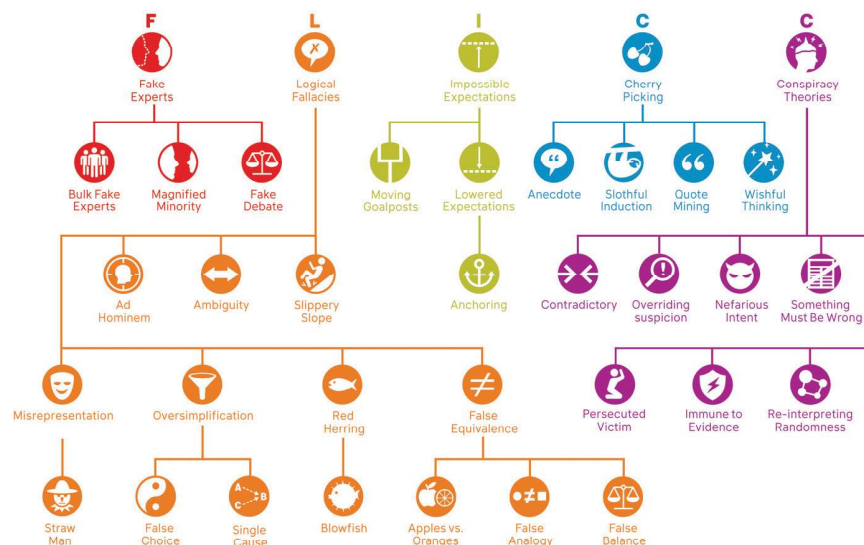 F
L
I
C
C
Fake
Experts
Logical
Fallacies
Impossible
Expectations
Cherry
Picking
Conspiracy
Theories
Bulk Fake
Experts
Magnified
Minority
Fake
Debate
Moving
Goalposts
Lowered
Expectations
Anecdote
Slothful
Induction
Quote
Mining
Wishful
Thinking
Ad
Hominem
Ambiguity
Slippery
Slope
Anchoring
Contradictory
Overriding
suspicion
Nefarious
Intent
Something
Must Be Wrong
Misrepresentation
Oversimplification
Red
Herring
False
Equivalence
Persecuted
Victim
Immune to
Evidence
Re-interpreting
Randomness
A
B
C
Straw
Man
False
Choice
Single
Cause
Blowfish
Apples vs.
Oranges
False
Analogy
False
Balance